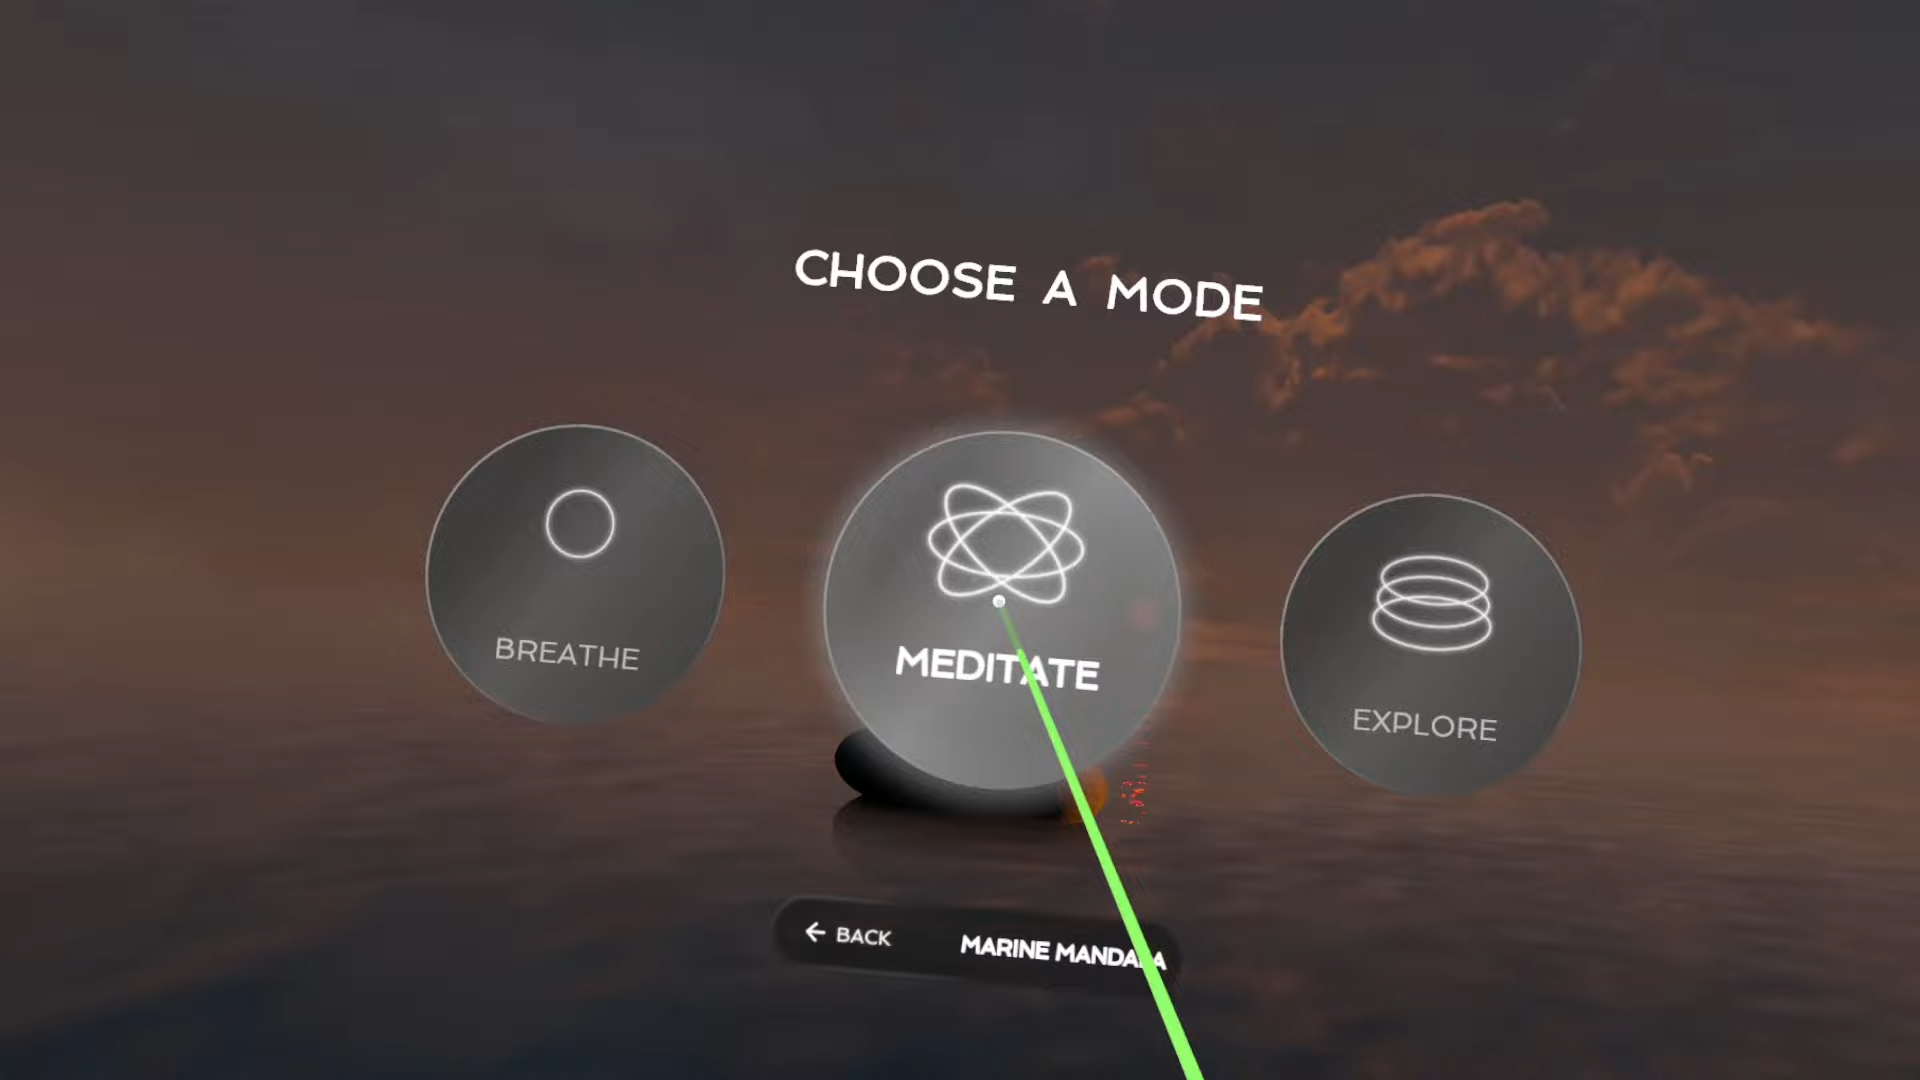 CHOOSE A MODE
BREATHE
MEDITATE
EXPLORE
← BACK
MARINE MANDALA